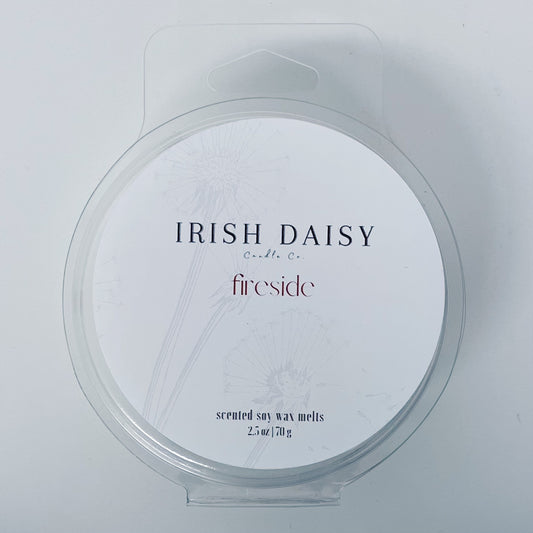 IRISH DAISY
Candle Co.
fireside
scented soy wax melts
2.5 oz | 70 g